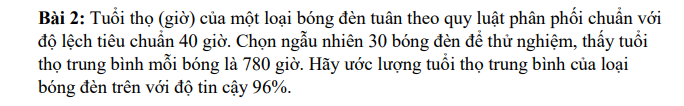 Bài 2: Tuổi thọ (giờ) của một loại bóng đèn tuân theo quy luật phân phối chuẩn với
độ lệch tiêu chuẩn 40 giờ. Chọn ngẫu nhiên 30 bóng đèn để thử nghiệm, thấy tuổi
thọ trung bình mỗi bóng là 780 giờ. Hãy ước lượng tuổi thọ trung bình của loại
bóng đèn trên với độ tin cậy 96%.